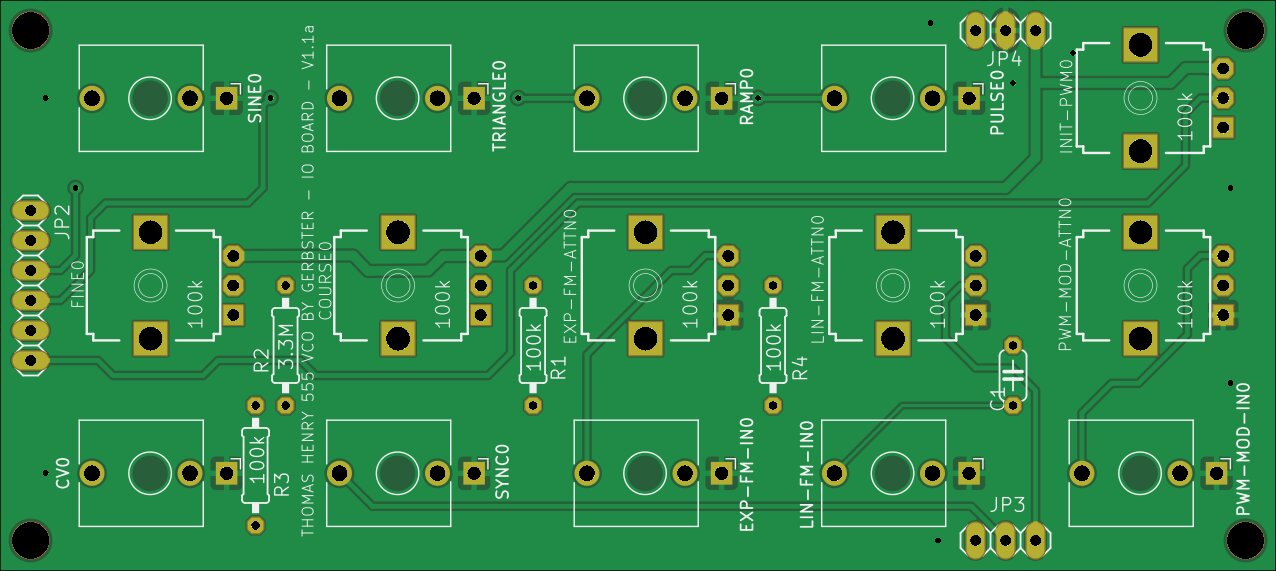 SINE0
TRIANGLE0
RAMP0
PULSE0
JP4
INIT-PWM0
100k
THOMAS HENRY 555 VCO BY GERBSTER - IO BOARD - V1.1a
JP2
FINE0
100k
COURSE0
100k
EXP-FM-ATTN0
100k
LIN-FM-ATTN0
100k
PWM-MOD-ATTN0
100k
R2
3.3M
100k
R1
100k
R4
C1
CV0
100k
R3
SYNC0
EXP-FM-IN0
LIN-FM-IN0
JP3
PWM-MOD-IN0